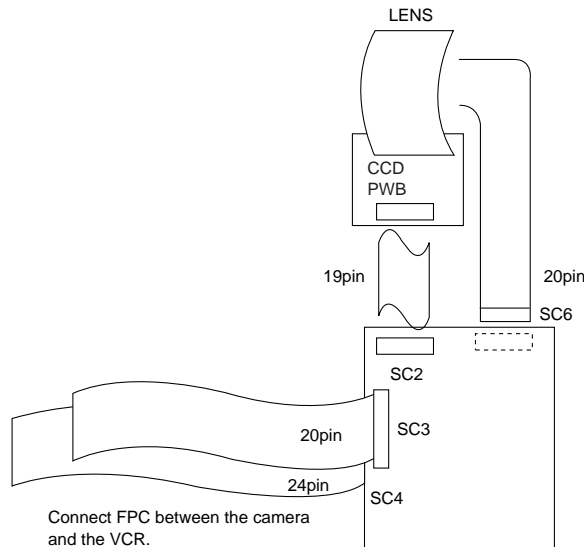 LENS
CCD
PWB
19pin
20pin
SC6
SC2
20pin
SC3
24pin
SC4
Connect FPC between the camera
and the VCR.